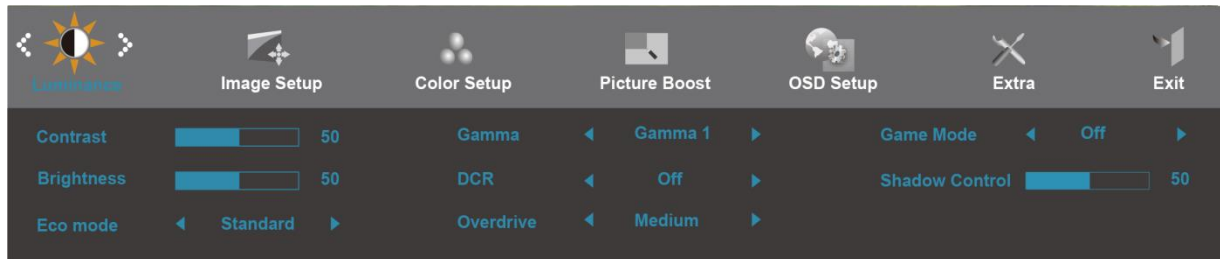 Luminance Image Setup Color Setup Picture Boost OSD Setup Extra Exit
Contrast 50 Gamma Gamma 1 Game Mode Off
Brightness 50 DCR Off Shadow Control 50
Eco mode Standard Overdrive Medium